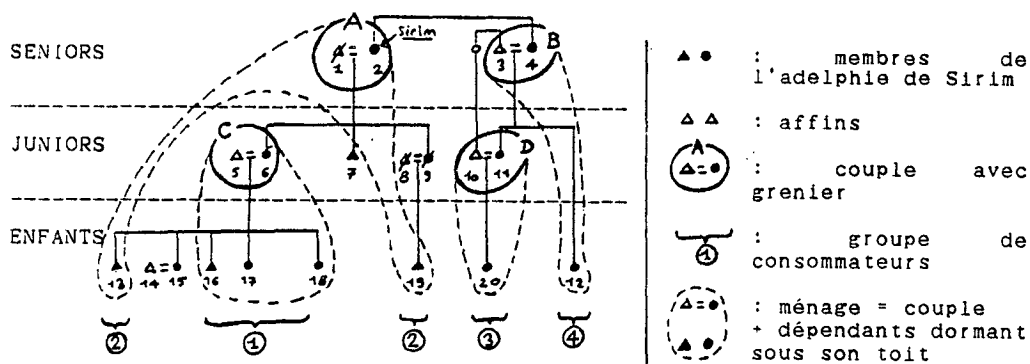 SENIORS
JUNIORS
ENFANTS
A
Sirim
B
1 2 3 4
C
D
5 6 7 8 9 10 11
13 14 15 16 17 18 19 20 12
② ① ② ③ ④
▲ ● : membres de
l'adelphie de Sirim
△ △ : affins
A
△=● : couple avec
grenier
① : groupe de
consommateurs
△=● : ménage = couple
▲ ● + dépendants dormant
sous son toit